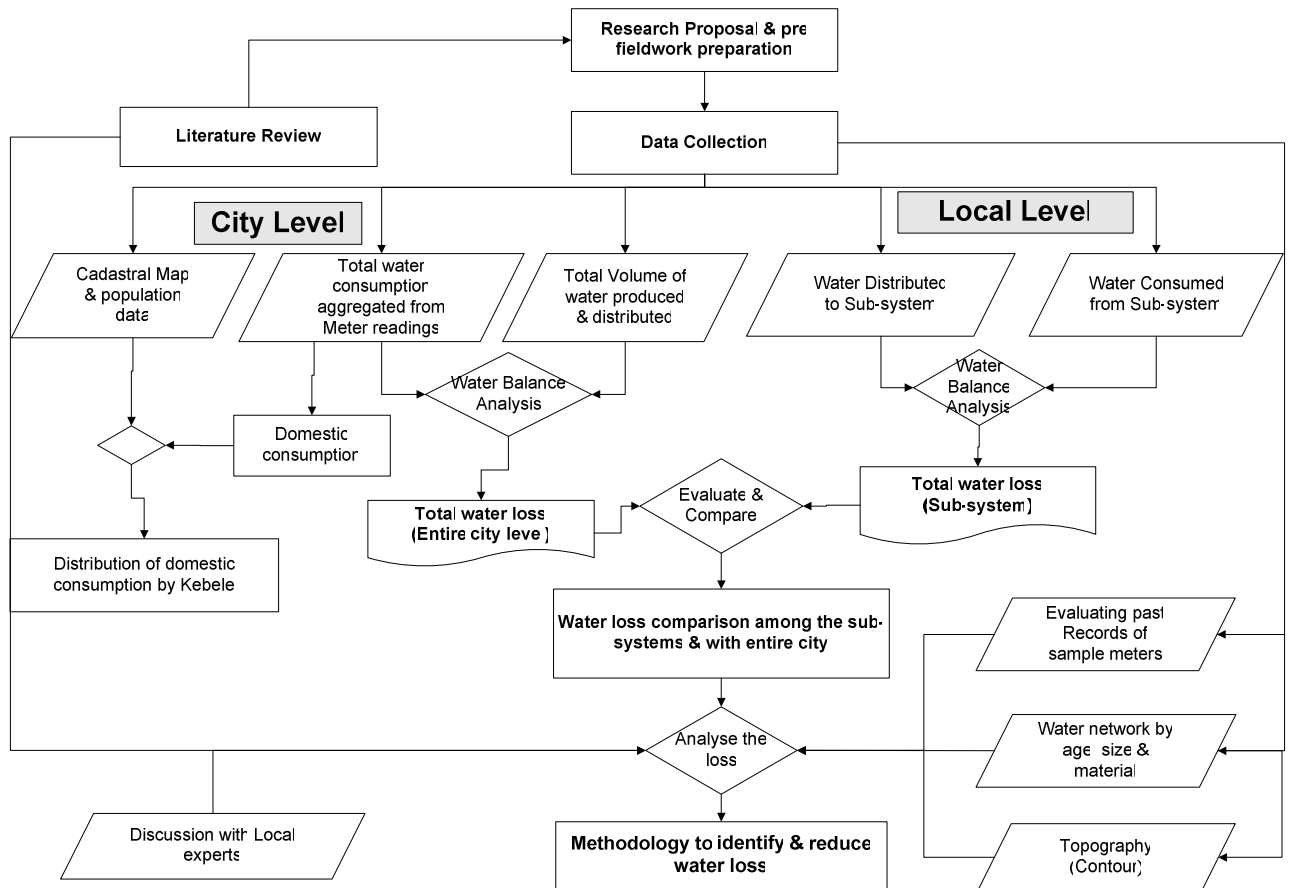 Research Proposal & pre
fieldwork preparation
Literature Review
Data Collection
City Level
Local Level
Cadastral Map
& population
data
Total water
consumption
aggregated from
Meter readings
Total Volume of
water produced
& distributed
Water Distributed
to Sub-system
Water Consumed
from Sub-system
Water Balance
Analysis
Water
Balance
Analysis
Domestic
consumption
Total water loss
(Entire city level)
Evaluate &
Compare
Total water loss
(Sub-system)
Distribution of domestic
consumption by Kebele
Water loss comparison among the sub-
systems & with entire city
Evaluating past
Records of
sample meters
Analyse the
loss
Water network by
age size &
material
Discussion with Local
experts
Methodology to identify & reduce
water loss
Topography
(Contour)